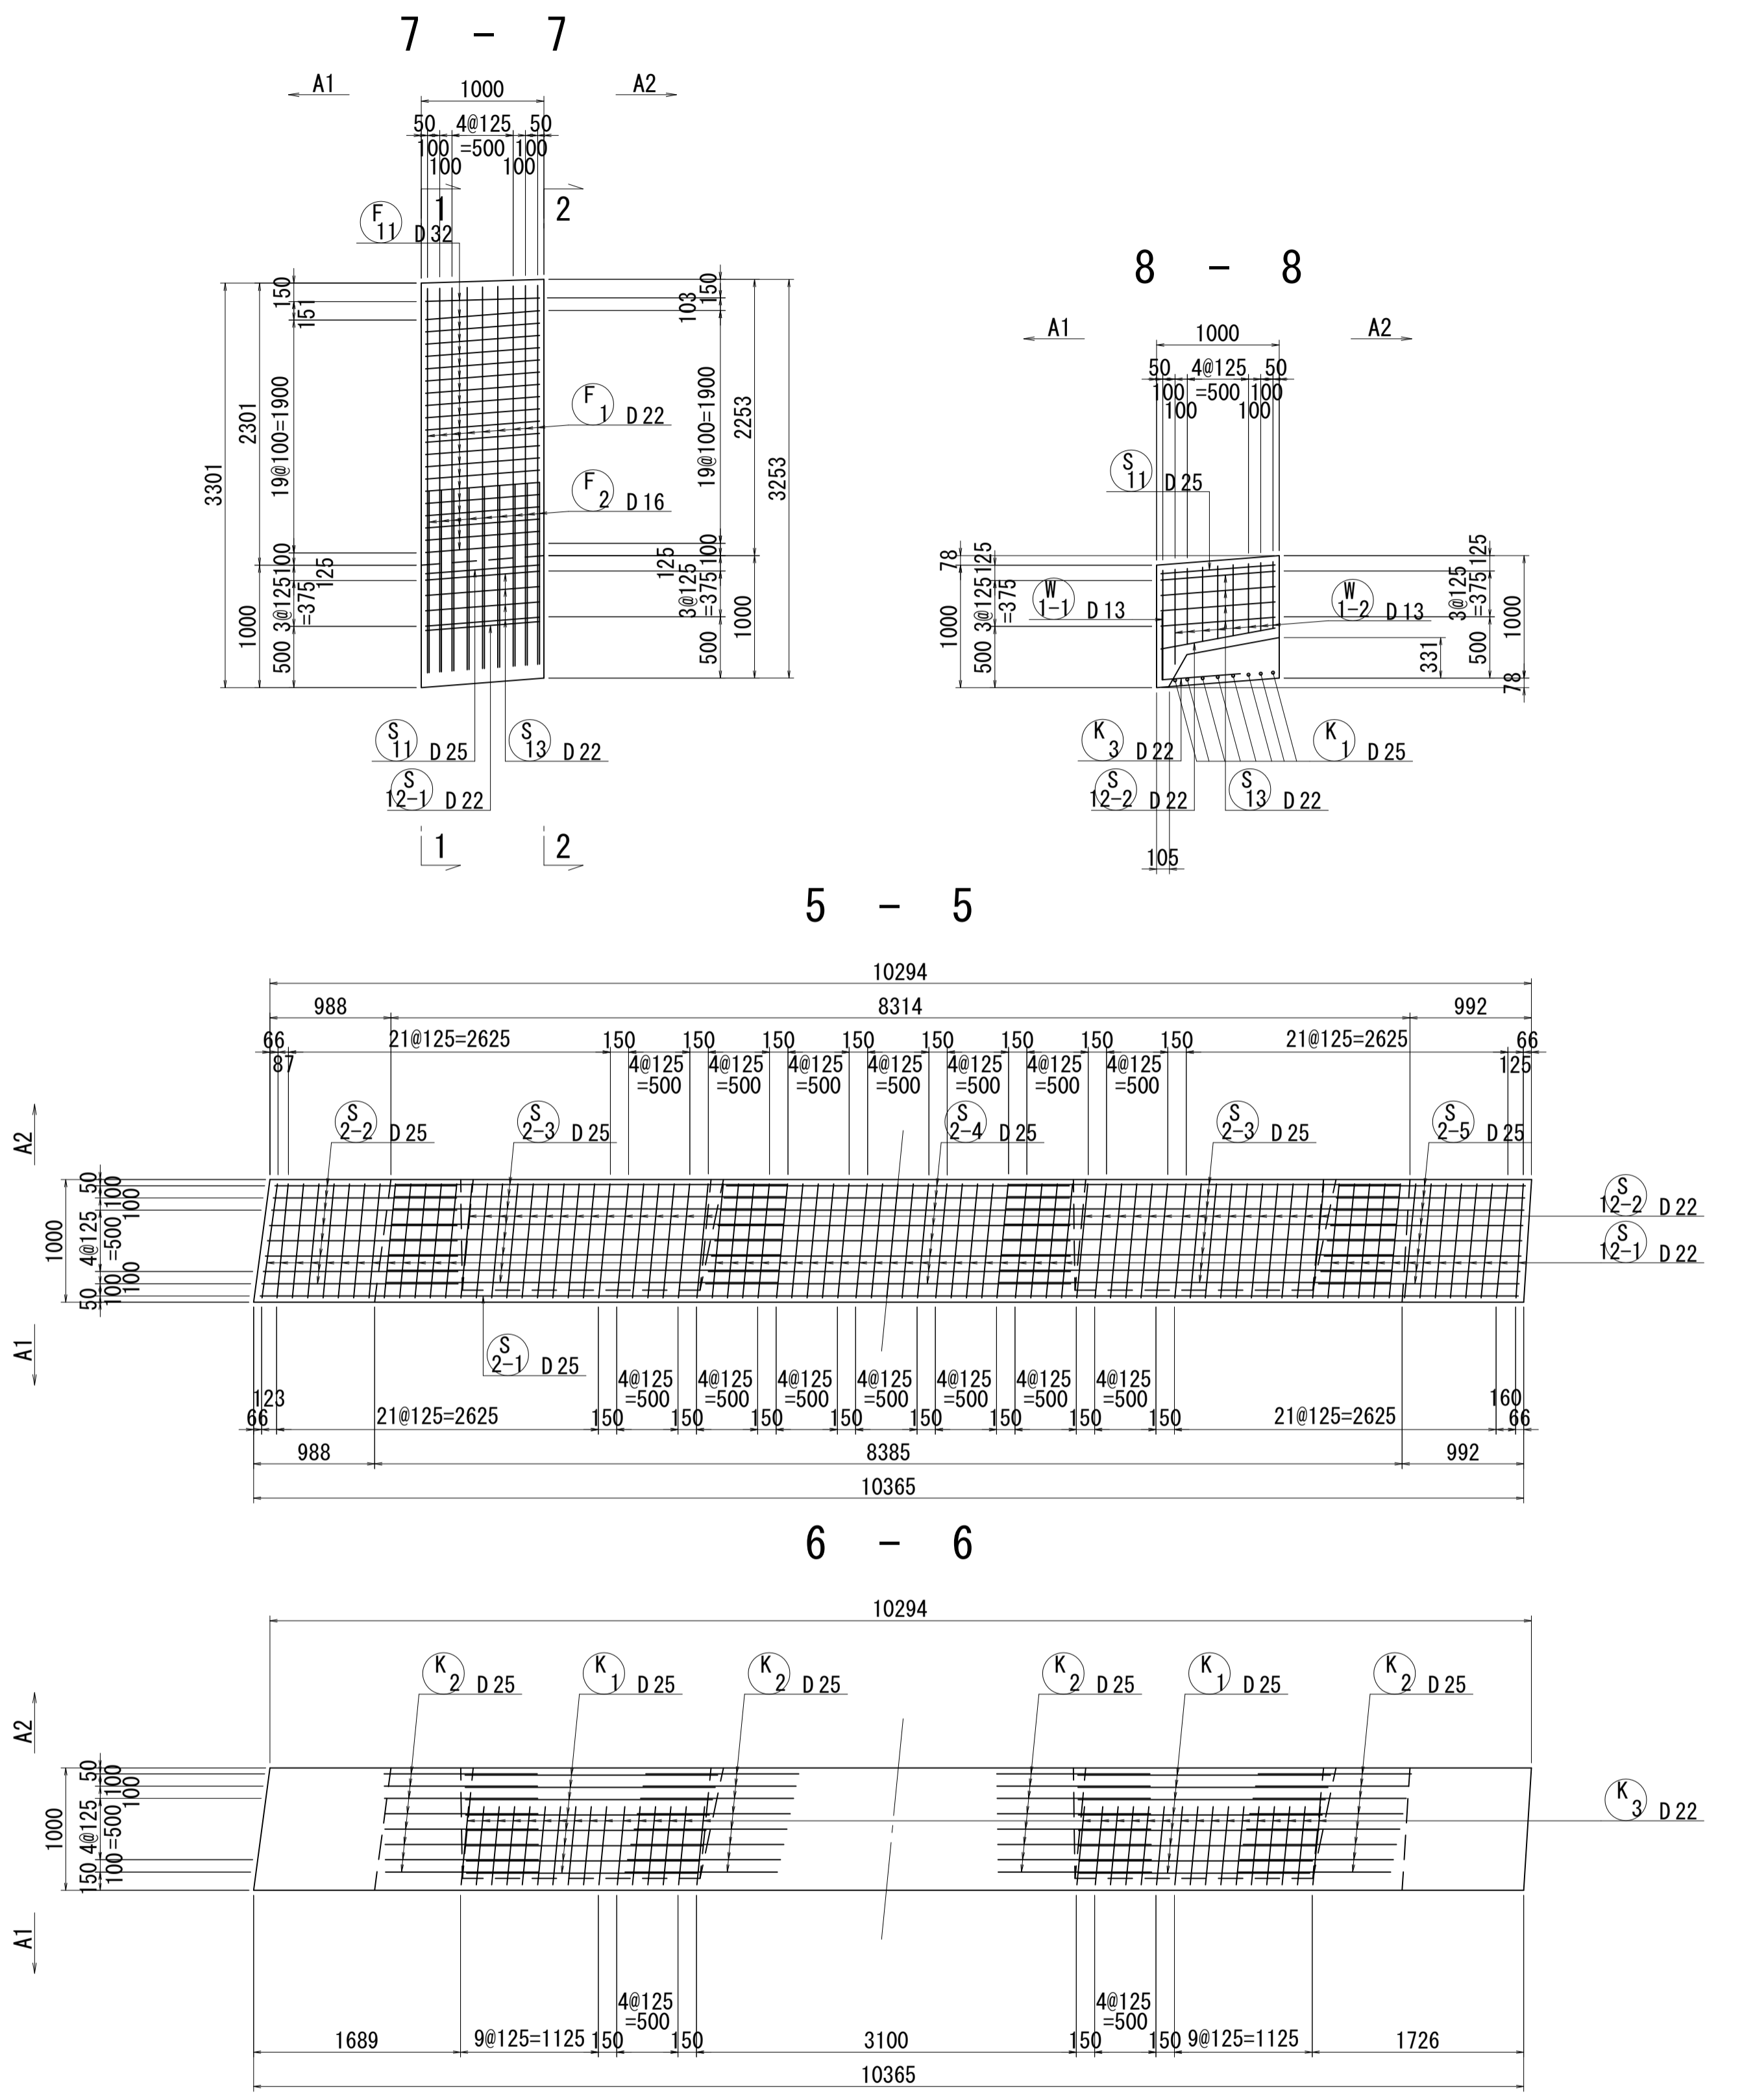 7 - 7
A1
1000
A2
50 4@125 50
100 =500 100
100 100
1 2
F 11 D32
150
151
3301
2301
19@100=1900
100
125
3@125
=375
1000
500
150
103
19@100=1900
2253
3253
100
125
3@125
=375
1000
500
F 1 D22
F 2 D16
S 11 D25
S 13 D22
S 12-1 D22
1 2
8 - 8
A1
1000
A2
50 4@125 50
100 =500 100
100 100
S 11 D25
78
125
3@125
=375
1000
500
W 1-1 D13
W 1-2 D13
125
3@125
=375
1000
500
331
78
K 3 D22
K 1 D25
S 12-2 D22
S 13 D22
105
5 - 5
10294
988 8314 992
66 21@125=2625 150 150 150 150 150 150 150 150 21@125=2625 66
87 4@125 4@125 4@125 4@125 4@125 4@125 4@125 125
=500 =500 =500 =500 =500 =500 =500
S 2-2 D25
S 2-3 D25
S 2-4 D25
S 2-3 D25
S 2-5 D25
A2
1000
50
100
100
4@125
=500
100
100
50
A1
S 12-2 D22
S 12-1 D22
S 2-1 D25
4@125 4@125 4@125 4@125 4@125 4@125 4@125
=500 =500 =500 =500 =500 =500 =500
123 160
66 21@125=2625 150 150 150 150 150 150 150 150 21@125=2625 66
988 8385 992
10365
6 - 6
10294
K 2 D25
K 1 D25
K 2 D25
K 2 D25
K 1 D25
K 2 D25
A2
1000
50
100
100
4@125
=500
100
150
A1
K 3 D22
4@125 4@125
=500 =500
1689 9@125=1125 150 150 3100 150 150 9@125=1125 1726
10365